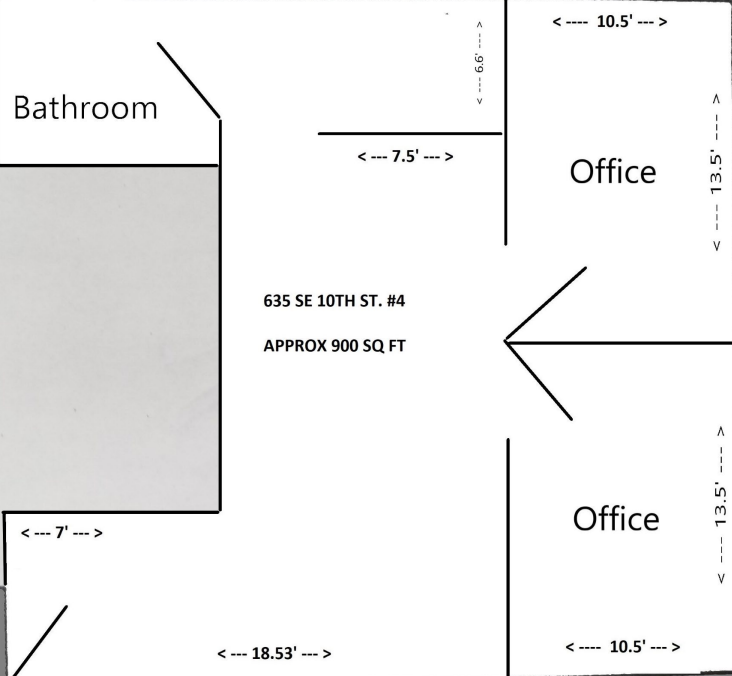 < ---- 10.5' --- >
< --- 6.6' --- >
Bathroom
< --- 7.5' --- >
Office
< ---- 13.5' --- >
635 SE 10TH ST. #4
APPROX 900 SQ FT
Office
< ---- 13.5' --- >
< --- 7' --- >
< --- 18.53' --- >
< ---- 10.5' --- >